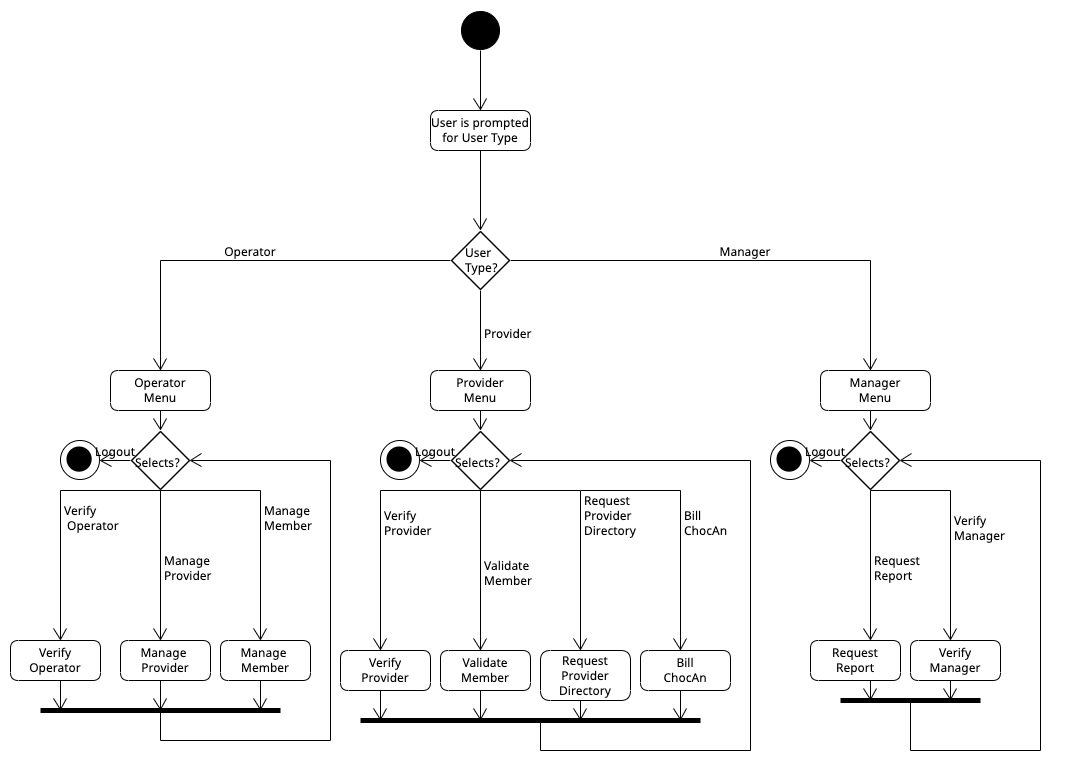 User is prompted
for User Type
User
Type?
Operator
Manager
Provider
Operator
Menu
Provider
Menu
Manager
Menu
Logout
Selects?
Logout
Selects?
Logout
Selects?
Verify
Operator
Manage
Provider
Manage
Member
Verify
Provider
Validate
Member
Request
Provider
Directory
Bill
ChocAn
Request
Report
Verify
Manager
Verify
Operator
Manage
Provider
Manage
Member
Verify
Provider
Validate
Member
Request
Provider
Directory
Bill
ChocAn
Request
Report
Verify
Manager